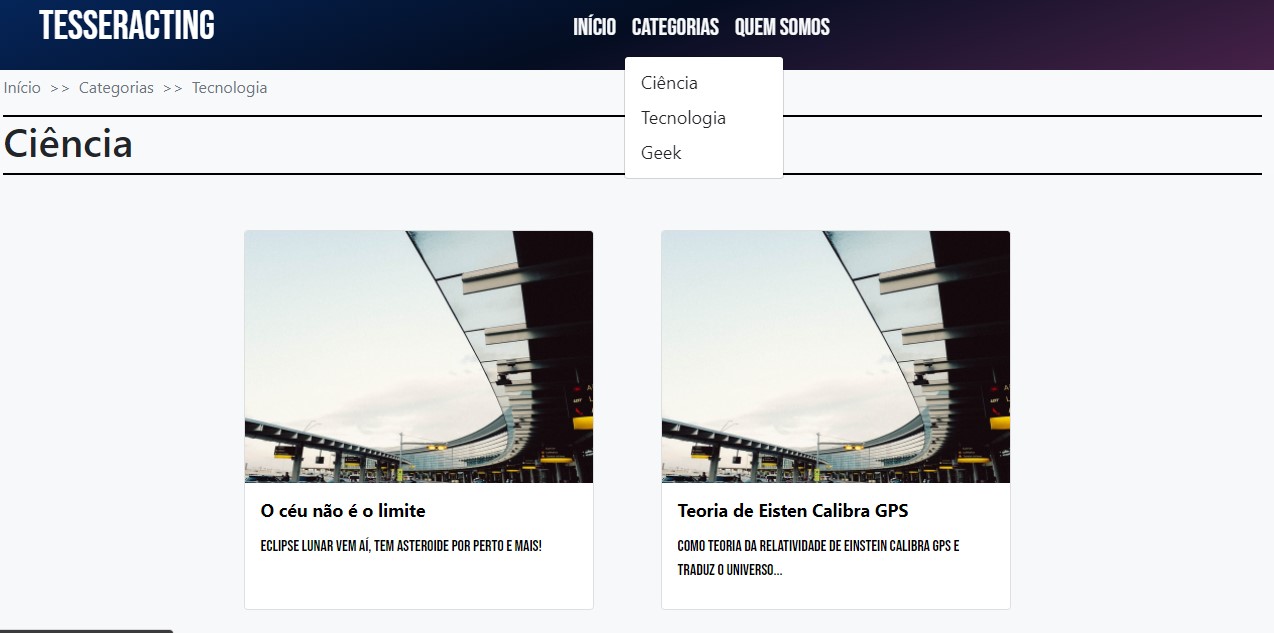 TESSERACTING
INÍCIO CATEGORIAS QUEM SOMOS
Ciência
Tecnologia
Geek
Início >> Categorias >> Tecnologia
Ciência
O céu não é o limite
ECLIPSE LUNAR VEM AÍ, TEM ASTEROIDE POR PERTO E MAIS!
Teoria de Eisten Calibra GPS
COMO TEORIA DA RELATIVIDADE DE EINSTEIN CALIBRA GPS E
TRADUZ O UNIVERSO...